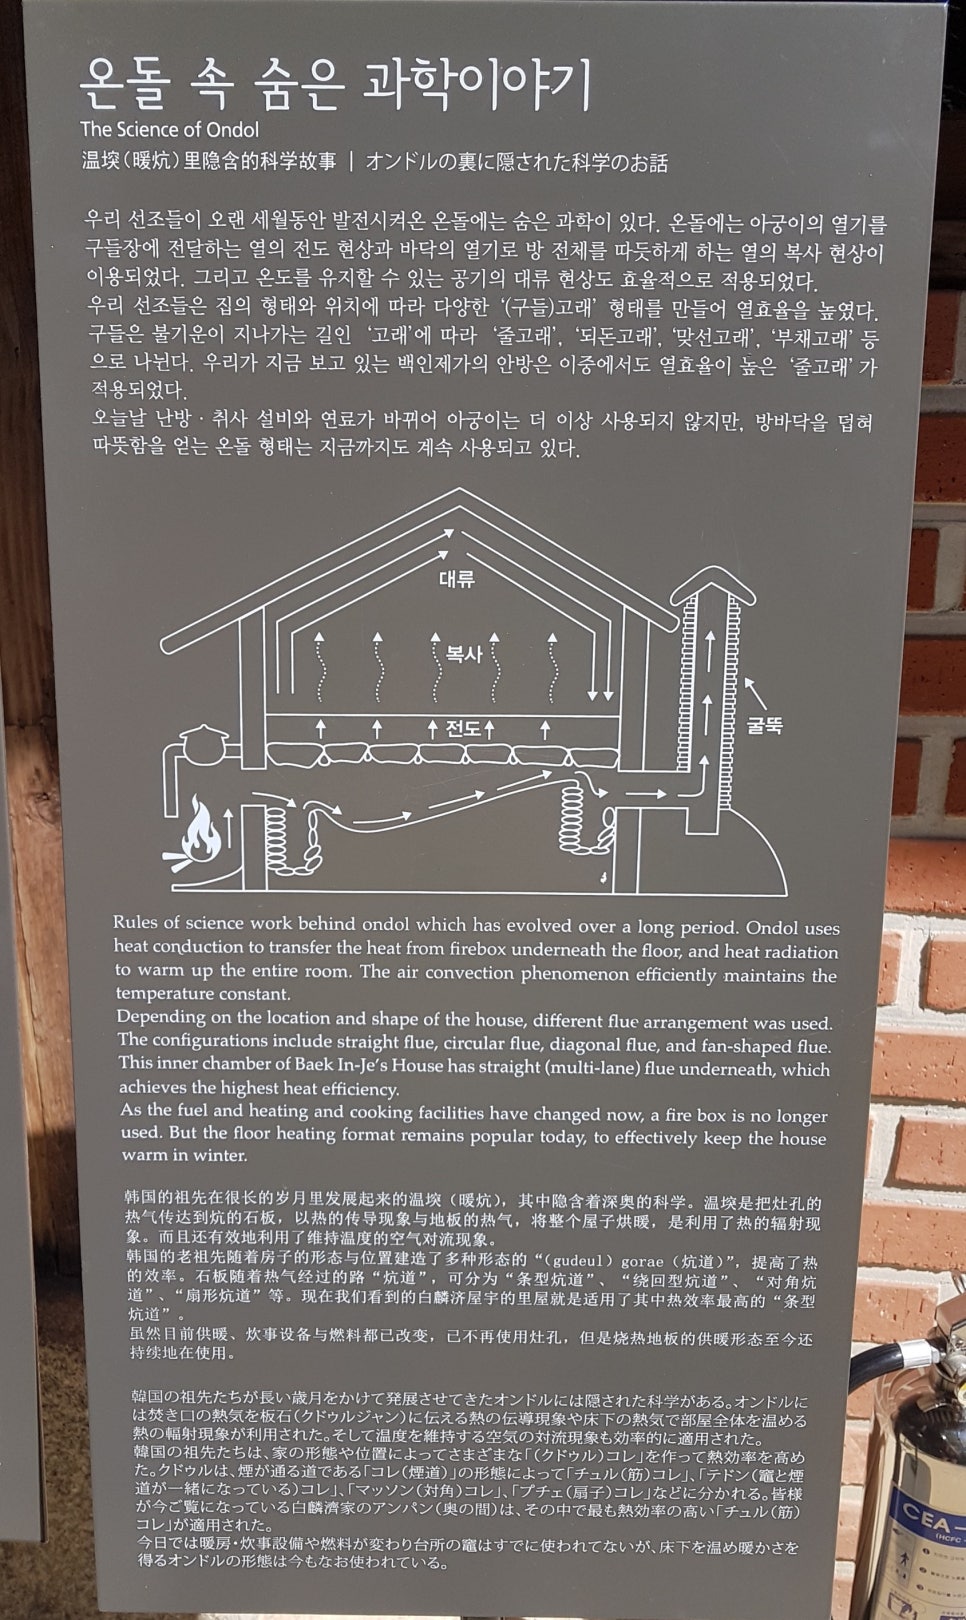 온돌 속 숨은 과학이야기
The Science of Ondol
温堗(暖炕)里隐含的科学故事 | オンドルの裏に隠された科学のお話
우리 선조들이 오랜 세월동안 발전시켜온 온돌에는 숨은 과학이 있다. 온돌에는 아궁이의 열기를
구들장에 전달하는 열의 전도 현상과 바닥의 열기로 방 전체를 따듯하게 하는 열의 복사 현상이
이용되었다. 그리고 온도를 유지할 수 있는 공기의 대류 현상도 효율적으로 적용되었다.
우리 선조들은 집의 형태와 위치에 따라 다양한 ‘(구들)고래’ 형태를 만들어 열효율을 높였다.
구들은 불기운이 지나가는 길인 ‘고래’에 따라 ‘줄고래’, ‘되돈고래’, ‘맞선고래’, ‘부채고래’ 등
으로 나뉜다. 우리가 지금 보고 있는 백인제가의 안방은 이중에서도 열효율이 높은 ‘줄고래’ 가
적용되었다.
오늘날 난방 · 취사 설비와 연료가 바뀌어 아궁이는 더 이상 사용되지 않지만, 방바닥을 덥혀
따뜻함을 얻는 온돌 형태는 지금까지도 계속 사용되고 있다.
대류
복사
전도
굴뚝
Rules of science work behind ondol which has evolved over a long period. Ondol uses
heat conduction to transfer the heat from firebox underneath the floor, and heat radiation
to warm up the entire room. The air convection phenomenon efficiently maintains the
temperature constant.
Depending on the location and shape of the house, different flue arrangement was used.
The configurations include straight flue, circular flue, diagonal flue, and fan-shaped flue.
This inner chamber of Baek In-Je’s House has straight (multi-lane) flue underneath, which
achieves the highest heat efficiency.
As the fuel and heating and cooking facilities have changed now, a fire box is no longer
used. But the floor heating format remains popular today, to effectively keep the house
warm in winter.
韩国的祖先在很长的岁月里发展起来的温堗（暖炕），其中隐含着深奥的科学。温堗是把灶孔的
热气传达到炕的石板，以热的传导现象与地板的热气，将整个屋子烘暖，是利用了热的辐射现
象。而且还有效地利用了维持温度的空气对流现象。
韩国的老祖先随着房子的形态与位置建造了多种形态的“(gudeul) gorae（炕道）”，提高了热
的效率。石板随着热气经过的路“炕道”，可分为“条型炕道”、“绕回型炕道”、“对角炕
道”、“扇形炕道”等。现在我们看到的白麟济屋宇的里屋就是适用了其中热效率最高的“条型
炕道”。
虽然目前供暖、炊事设备与燃料都已改变，已不再使用灶孔，但是烧热地板的供暖形态至今还
持续地在使用。
韓国の祖先たちが長い歳月をかけて発展させてきたオンドルには隠された科学がある。オンドルに
は焚き口の熱気を板石(クドゥルジャン)に伝える熱の伝導現象や床下の熱気で部屋全体を温める
熱の輻射現象が利用された。そして温度を維持する空気の対流現象も効率的に適用された。
韓国の祖先たちは、家の形態や位置によってさまざまな「(クドゥル)コレ」を作って熱効率を高め
た。クドゥルは、煙が通る道である「コレ(煙道)」の形態によって「チュル(筋)コレ」、「テドン(竈と煙
道が一緒になっている)コレ」、「マッソン(対角)コレ」、「プチェ(扇子)コレ」などに分かれる。皆様
が今ご覧になっている白麟濟家のアンパン(奥の間)は、その中で最も熱効率の高い「チュル(筋)
コレ」が適用された。
今日では暖房・炊事設備や燃料が変わり台所の竈はすでに使われてないが、床下を温め暖かさを
得るオンドルの形態は今もなお使われている。
CEA-
(HCFC